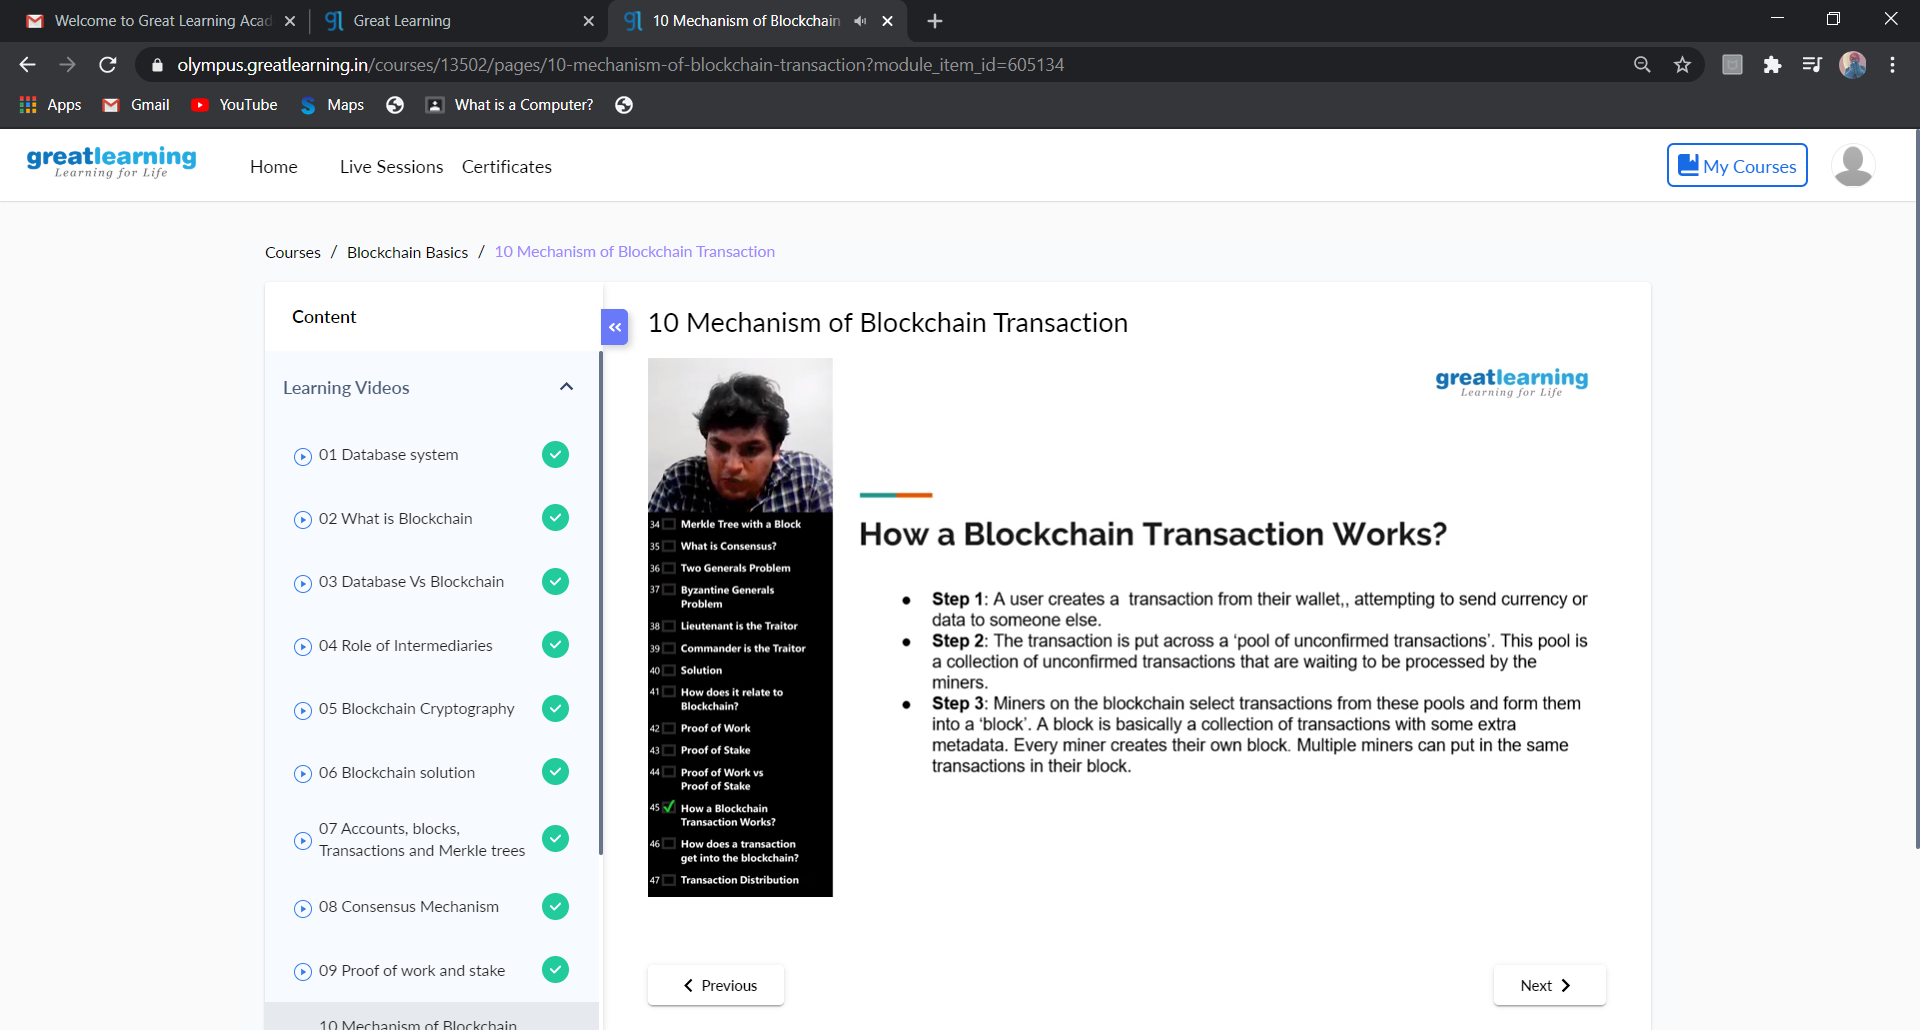 Welcome to Great Learning Acad
Great Learning
10 Mechanism of Blockchain
olympus.greatlearning.in/courses/13502/pages/10-mechanism-of-blockchain-transaction?module_item_id=605134
Apps
Gmail
YouTube
Maps
What is a Computer?
greatlearning
Learning for Life
Home
Live Sessions
Certificates
My Courses
Courses / Blockchain Basics / 10 Mechanism of Blockchain Transaction
Content
Learning Videos
01 Database system
02 What is Blockchain
03 Database Vs Blockchain
04 Role of Intermediaries
05 Blockchain Cryptography
06 Blockchain solution
07 Accounts, blocks,
Transactions and Merkle trees
08 Consensus Mechanism
09 Proof of work and stake
10 Mechanism of Blockchain
10 Mechanism of Blockchain Transaction
34 Merkle Tree with a Block
35 What is Consensus?
36 Two Generals Problem
37 Byzantine Generals
Problem
38 Lieutenant is the Traitor
39 Commander is the Traitor
40 Solution
41 How does it relate to
Blockchain?
42 Proof of Work
43 Proof of Stake
44 Proof of Work vs
Proof of Stake
45 How a Blockchain
Transaction Works?
46 How does a transaction
get into the blockchain?
47 Transaction Distribution
greatlearning
Learning for Life
How a Blockchain Transaction Works?
● Step 1: A user creates a transaction from their wallet,, attempting to send currency or
data to someone else.
● Step 2: The transaction is put across a ‘pool of unconfirmed transactions’. This pool is
a collection of unconfirmed transactions that are waiting to be processed by the
miners.
● Step 3: Miners on the blockchain select transactions from these pools and form them
into a ‘block’. A block is basically a collection of transactions with some extra
metadata. Every miner creates their own block. Multiple miners can put in the same
transactions in their block.
Previous
Next